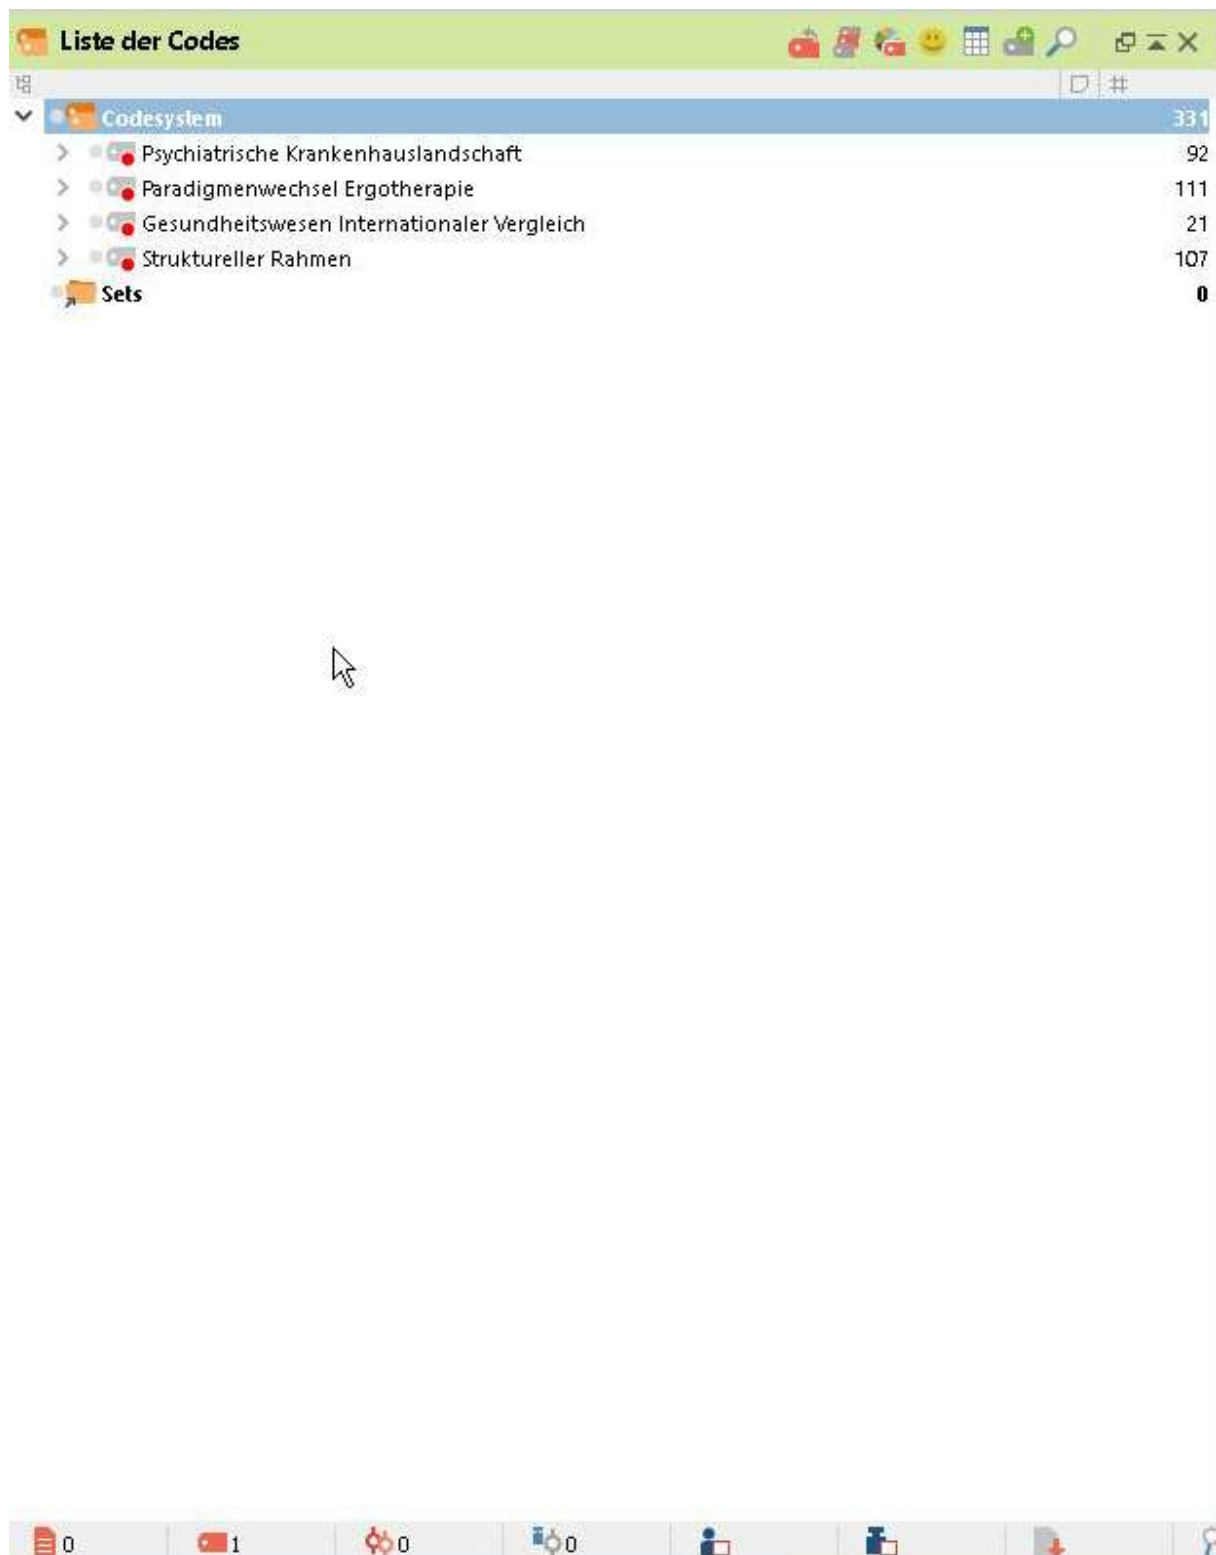 Liste der Codes
#
Codesystem 331
Psychiatrische Krankenhauslandschaft 92
Paradigmenwechsel Ergotherapie 111
Gesundheitswesen Internationaler Vergleich 21
Struktureller Rahmen 107
Sets 0
0 1 0 0